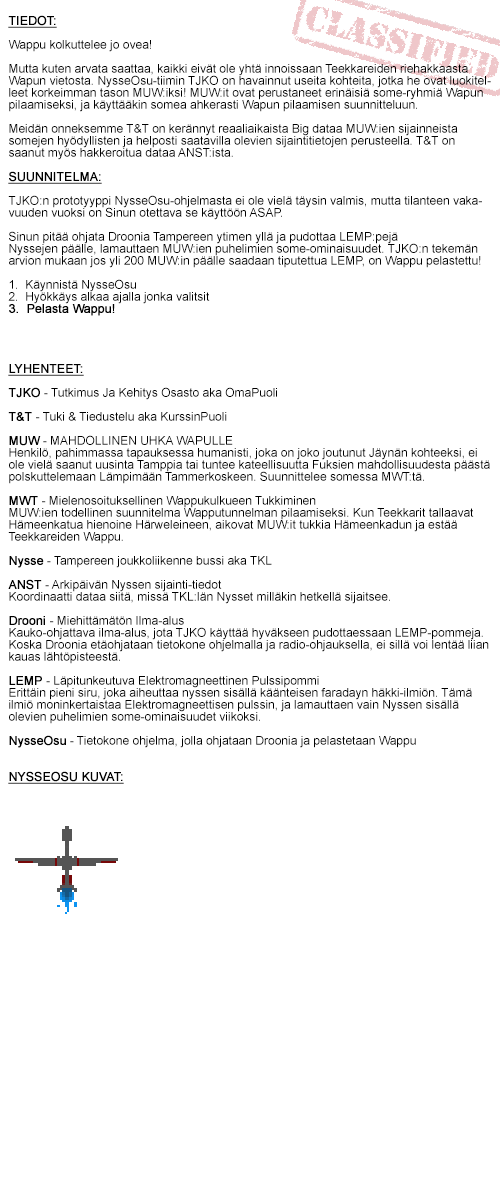 CLASSIFIED
TIEDOT:
Wappu kolkuttelee jo ovea!
Mutta kuten arvata saattaa, kaikki eivät ole yhtä innoissaan Teekkareiden riehakkaasta
Wapun vietosta. NysseOsu-tiimin TJKO on havainnut useita kohteita, jotka he ovat luokitel-
leet korkeimman tason MUW:iksi! MUW:it ovat perustaneet erinäisiä some-ryhmiä Wapun
pilaamiseksi, ja käyttääkin somea ahkerasti Wapun pilaamisen suunnitteluun.
Meidän onneksemme T&T on kerännyt reaaliaikaista Big dataa MUW:ien sijainneista
somejen hyödyllisten ja helposti saatavilla olevien sijaintitietojen perusteella. T&T on
saanut myös hakkeroitua dataa ANST:ista.
SUUNNITELMA:
TJKO:n prototyyppi NysseOsu-ohjelmasta ei ole vielä täysin valmis, mutta tilanteen vaka-
vuuden vuoksi on Sinun otettava se käyttöön ASAP.
Sinun pitää ohjata Droonia Tampereen ytimen yllä ja pudottaa LEMP:pejä
Nyssejen päälle, lamauttaen MUW:ien puhelimien some-ominaisuudet. TJKO:n tekemän
arvion mukaan jos yli 200 MUW:in päälle saadaan tiputettua LEMP, on Wappu pelastettu!
1. Käynnistä NysseOsu
2. Hyökkäys alkaa ajalla jonka valitsit
3. Pelasta Wappu!
LYHENTEET:
TJKO - Tutkimus Ja Kehitys Osasto aka OmaPuoli
T&T - Tuki & Tiedustelu aka KurssinPuoli
MUW - MAHDOLLINEN UHKA WAPULLE
Henkilö, pahimmassa tapauksessa humanisti, joka on joko joutunut Jäynän kohteeksi, ei
ole vielä saanut uusinta Tamppia tai tuntee kateellisuutta Fuksien mahdollisuudesta päästä
polskuttelemaan Lämpimään Tammerkoskeen. Suunnittelee somessa MWT:tä.
MWT - Mielenosoituksellinen Wappukulkueen Tukkiminen
MUW:ien todellinen suunnitelma Wapputunnelman pilaamiseksi. Kun Teekkarit tallaavat
Hämeenkatua hienoine Härweleineen, aikovat MUW:it tukkia Hämeenkadun ja estää
Teekkareiden Wappu.
Nysse - Tampereen joukkoliikenne bussi aka TKL
ANST - Arkipäivän Nyssen sijainti-tiedot
Koordinaatti dataa siitä, missä TKL:län Nysset milläkin hetkellä sijaitsee.
Drooni - Miehittämätön Ilma-alus
Kauko-ohjattava ilma-alus, jota TJKO käyttää hyväkseen pudottaessaan LEMP-pommeja.
Koska Droonia etäohjataan tietokone ohjelmalla ja radio-ohjauksella, ei sillä voi lentää liian
kauas lähtöpisteestä.
LEMP - Läpitunkeutuva Elektromagneettinen Pulssipommi
Erittäin pieni siru, joka aiheuttaa nyssen sisällä käänteisen faradayn häkki-ilmiön. Tämä
ilmiö moninkertaistaa Elektromagneettisen pulssin, ja lamauttaen vain Nyssen sisällä
olevien puhelimien some-ominaisuudet viikoksi.
NysseOsu - Tietokone ohjelma, jolla ohjataan Droonia ja pelastetaan Wappu
NYSSEOSU KUVAT: